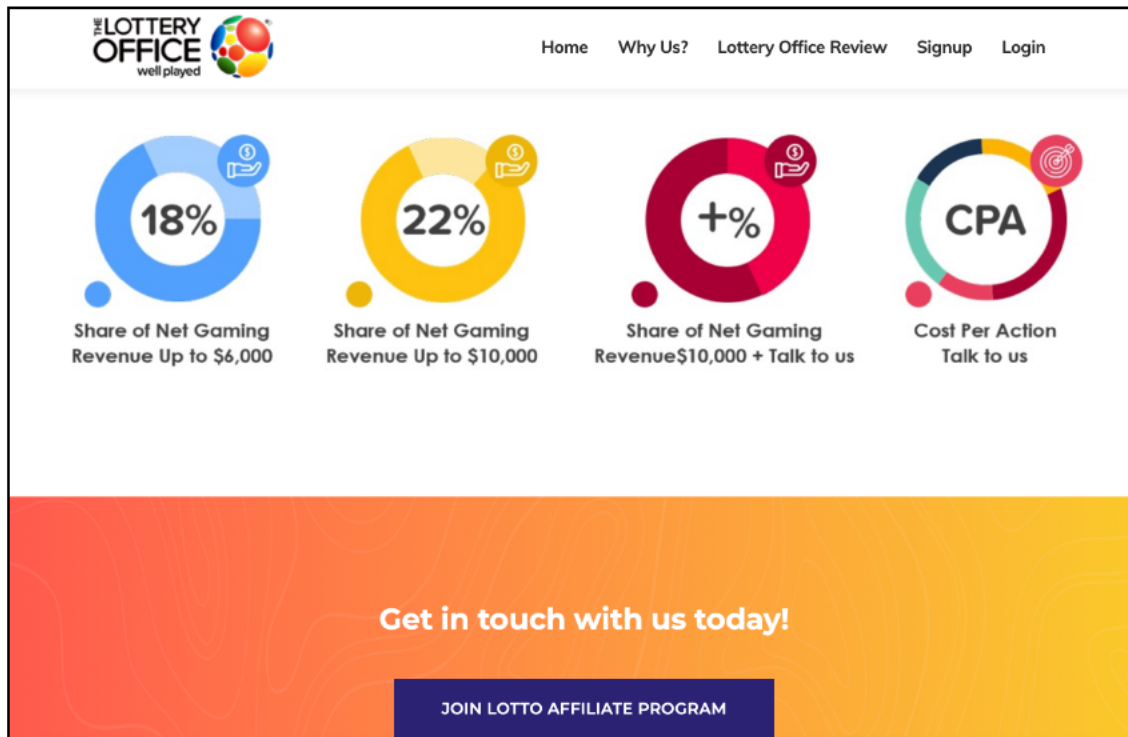 THE LOTTERY
OFFICE
well played
Home Why Us? Lottery Office Review Signup Login
18%
22%
+%
CPA
Share of Net Gaming
Revenue Up to $6,000
Share of Net Gaming
Revenue Up to $10,000
Share of Net Gaming
Revenue$10,000 + Talk to us
Cost Per Action
Talk to us
Get in touch with us today!
JOIN LOTTO AFFILIATE PROGRAM